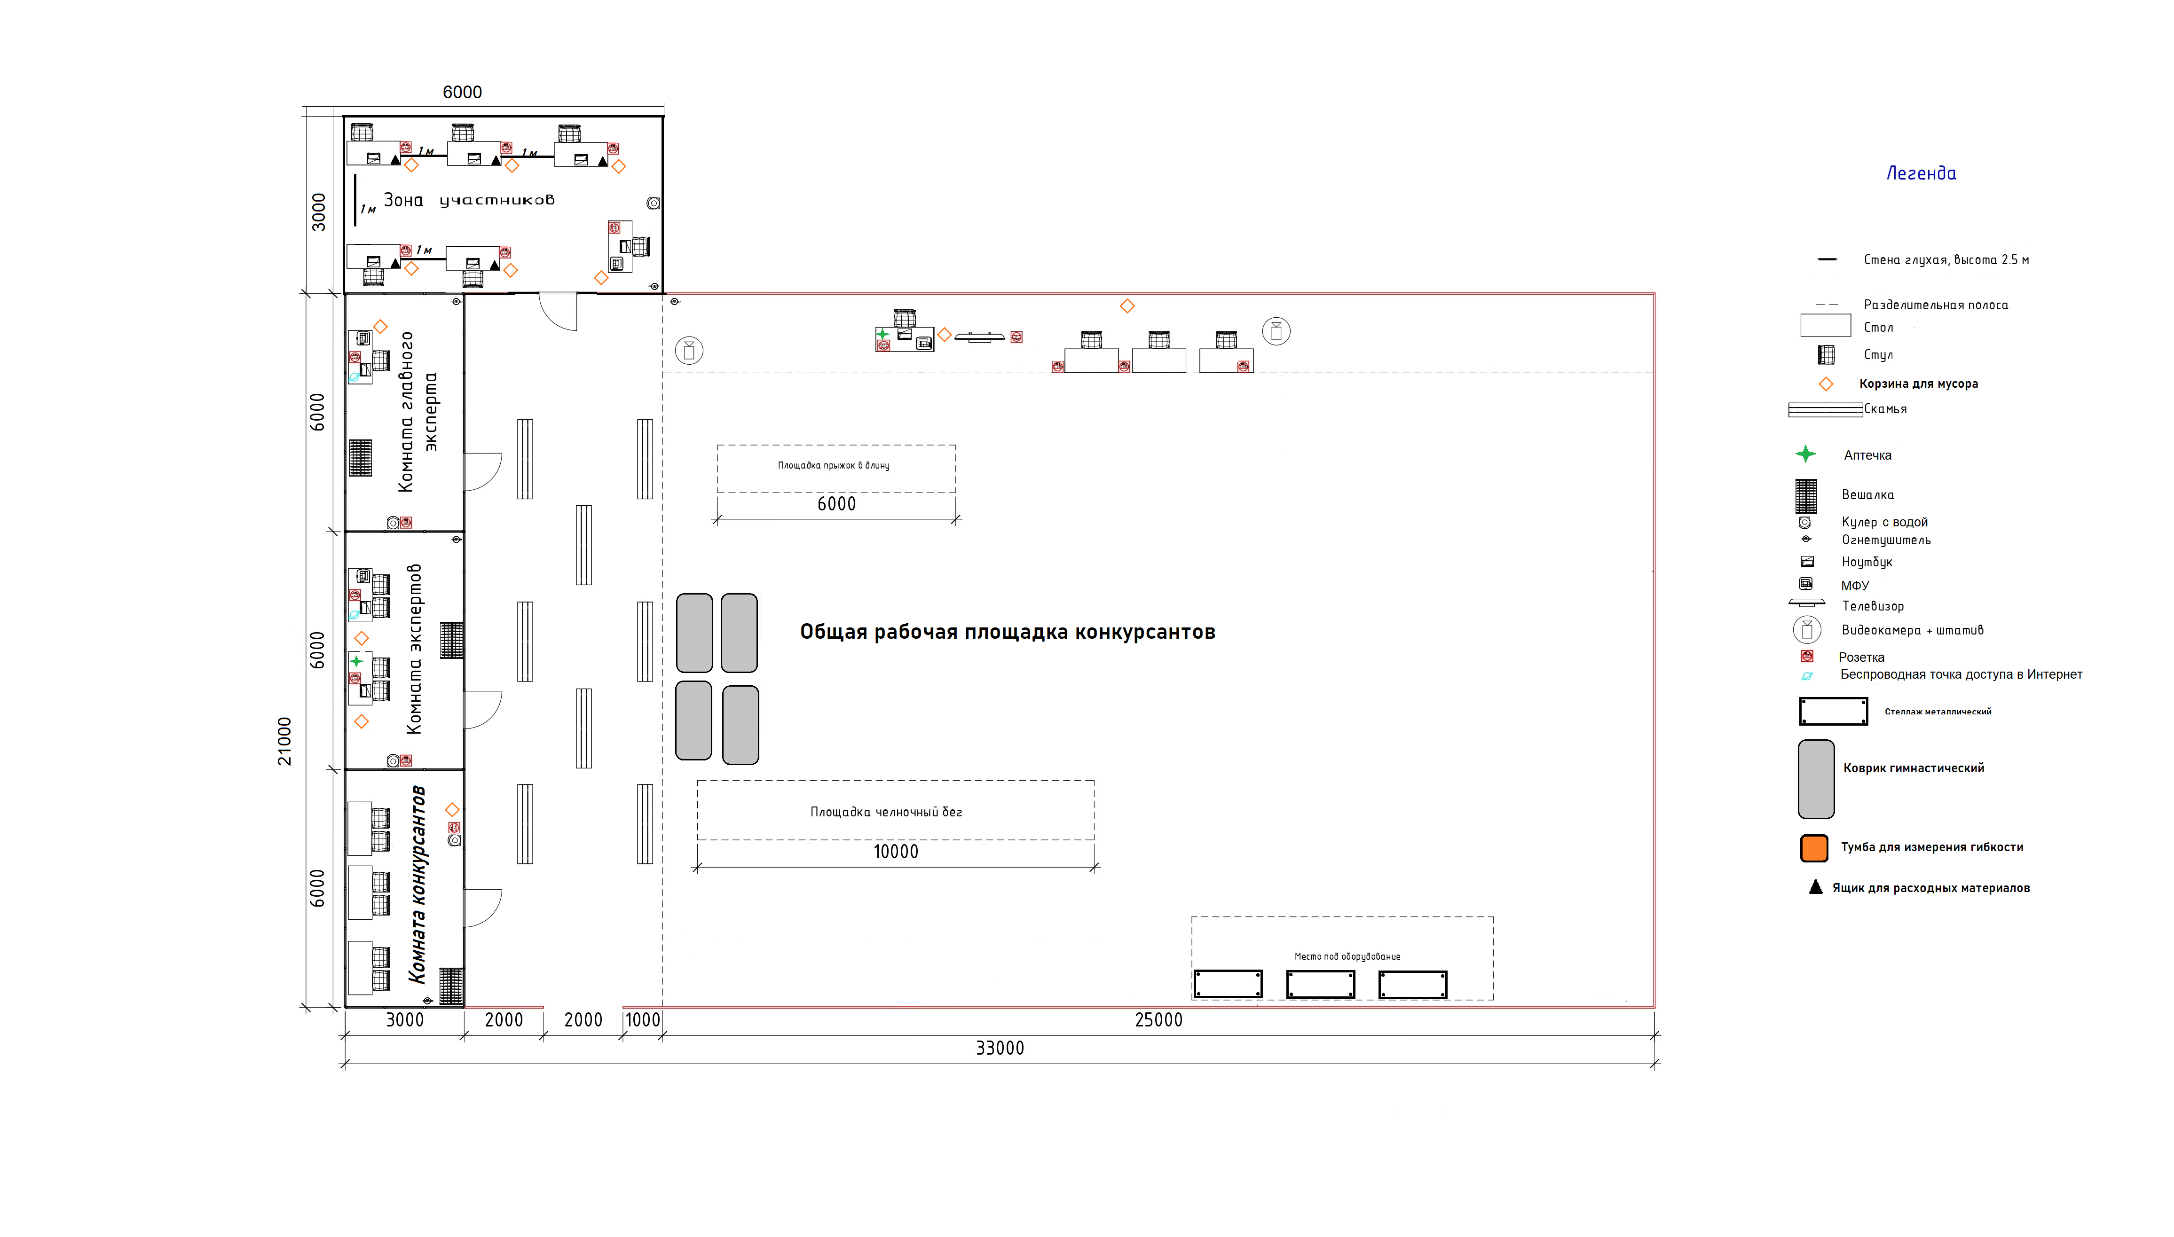 6000
3000
1 м
1 м
1 м
Зона участников
1 м
6000
Комната главного
эксперта
6000
Комната экспертов
21000
6000
Комната конкурсантов
Площадка прыжок в длину
6000
Общая рабочая площадка конкурсантов
Площадка челночный бег
10000
Место под оборудование
3000
2000
2000
1000
25000
33000
Легенда
Стена глухая, высота 2.5 м
Разделительная полоса
Стол
Стул
Корзина для мусора
Скамья
Аптечка
Вешалка
Кулер с водой
Огнетушитель
Ноутбук
МФУ
Телевизор
Видеокамера + штатив
Розетка
Беспроводная точка доступа в Интернет
Стеллаж металлический
Коврик гимнастический
Тумба для измерения гибкости
Ящик для расходных материалов